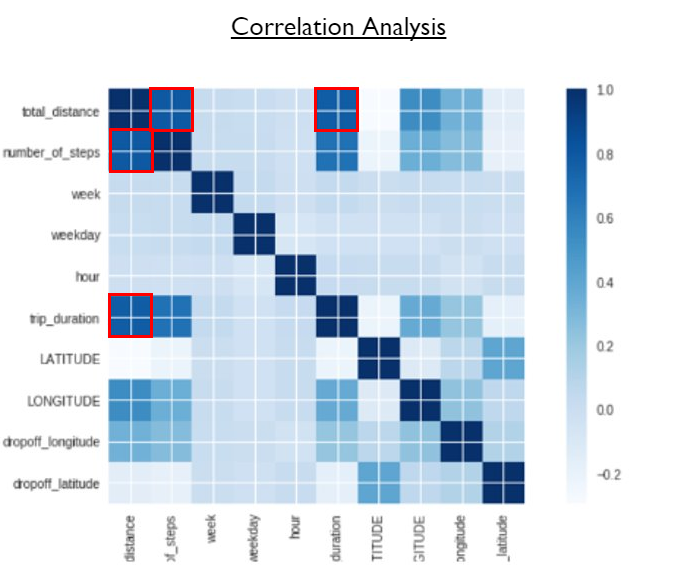 Correlation Analysis
total_distance
number_of_steps
week
weekday
hour
trip_duration
LATITUDE
LONGITUDE
dropoff_longitude
dropoff_latitude
1.0
0.8
0.6
0.4
0.2
0.0
−0.2
distance
of_steps
week
weekday
hour
duration
TITUDE
GITUDE
ongitude
_latitude